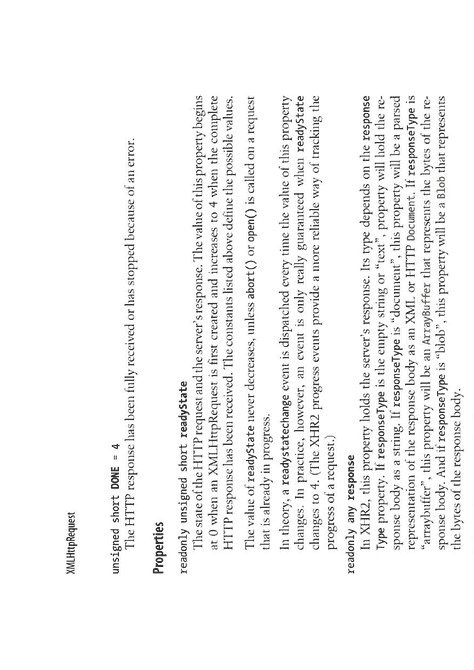 XMLHttpRequest
unsigned short DONE = 4
The HTTP response has been fully received or has stopped because of an error.
Properties
readonly unsigned short readyState
The state of the HTTP request and the server's response. The value of this property begins
at 0 when an XMLHttpRequest is first created and increases to 4 when the complete
HTTP response has been received. The constants listed above define the possible values.
The value of readyState never decreases, unless abort() or open() is called on a request
that is already in progress.
In theory, a readystatechange event is dispatched every time the value of this property
changes. In practice, however, an event is only really guaranteed when readyState
changes to 4. (The XHR2 progress events provide a more reliable way of tracking the
progress of a request.)
readonly any response
In XHR2, this property holds the server's response. Its type depends on the response
Type property. If responseType is the empty string or “text”, property will hold the re-
sponse body as a string. If responseType is “document”, this property will be a parsed
representation of the response body as an XML or HTTP Document. If responseType is
“arraybuffer”, this property will be an ArrayBuffer that represents the bytes of the re-
sponse body. And if responseType is “blob”, this property will be a Blob that represents
the bytes of the response body.